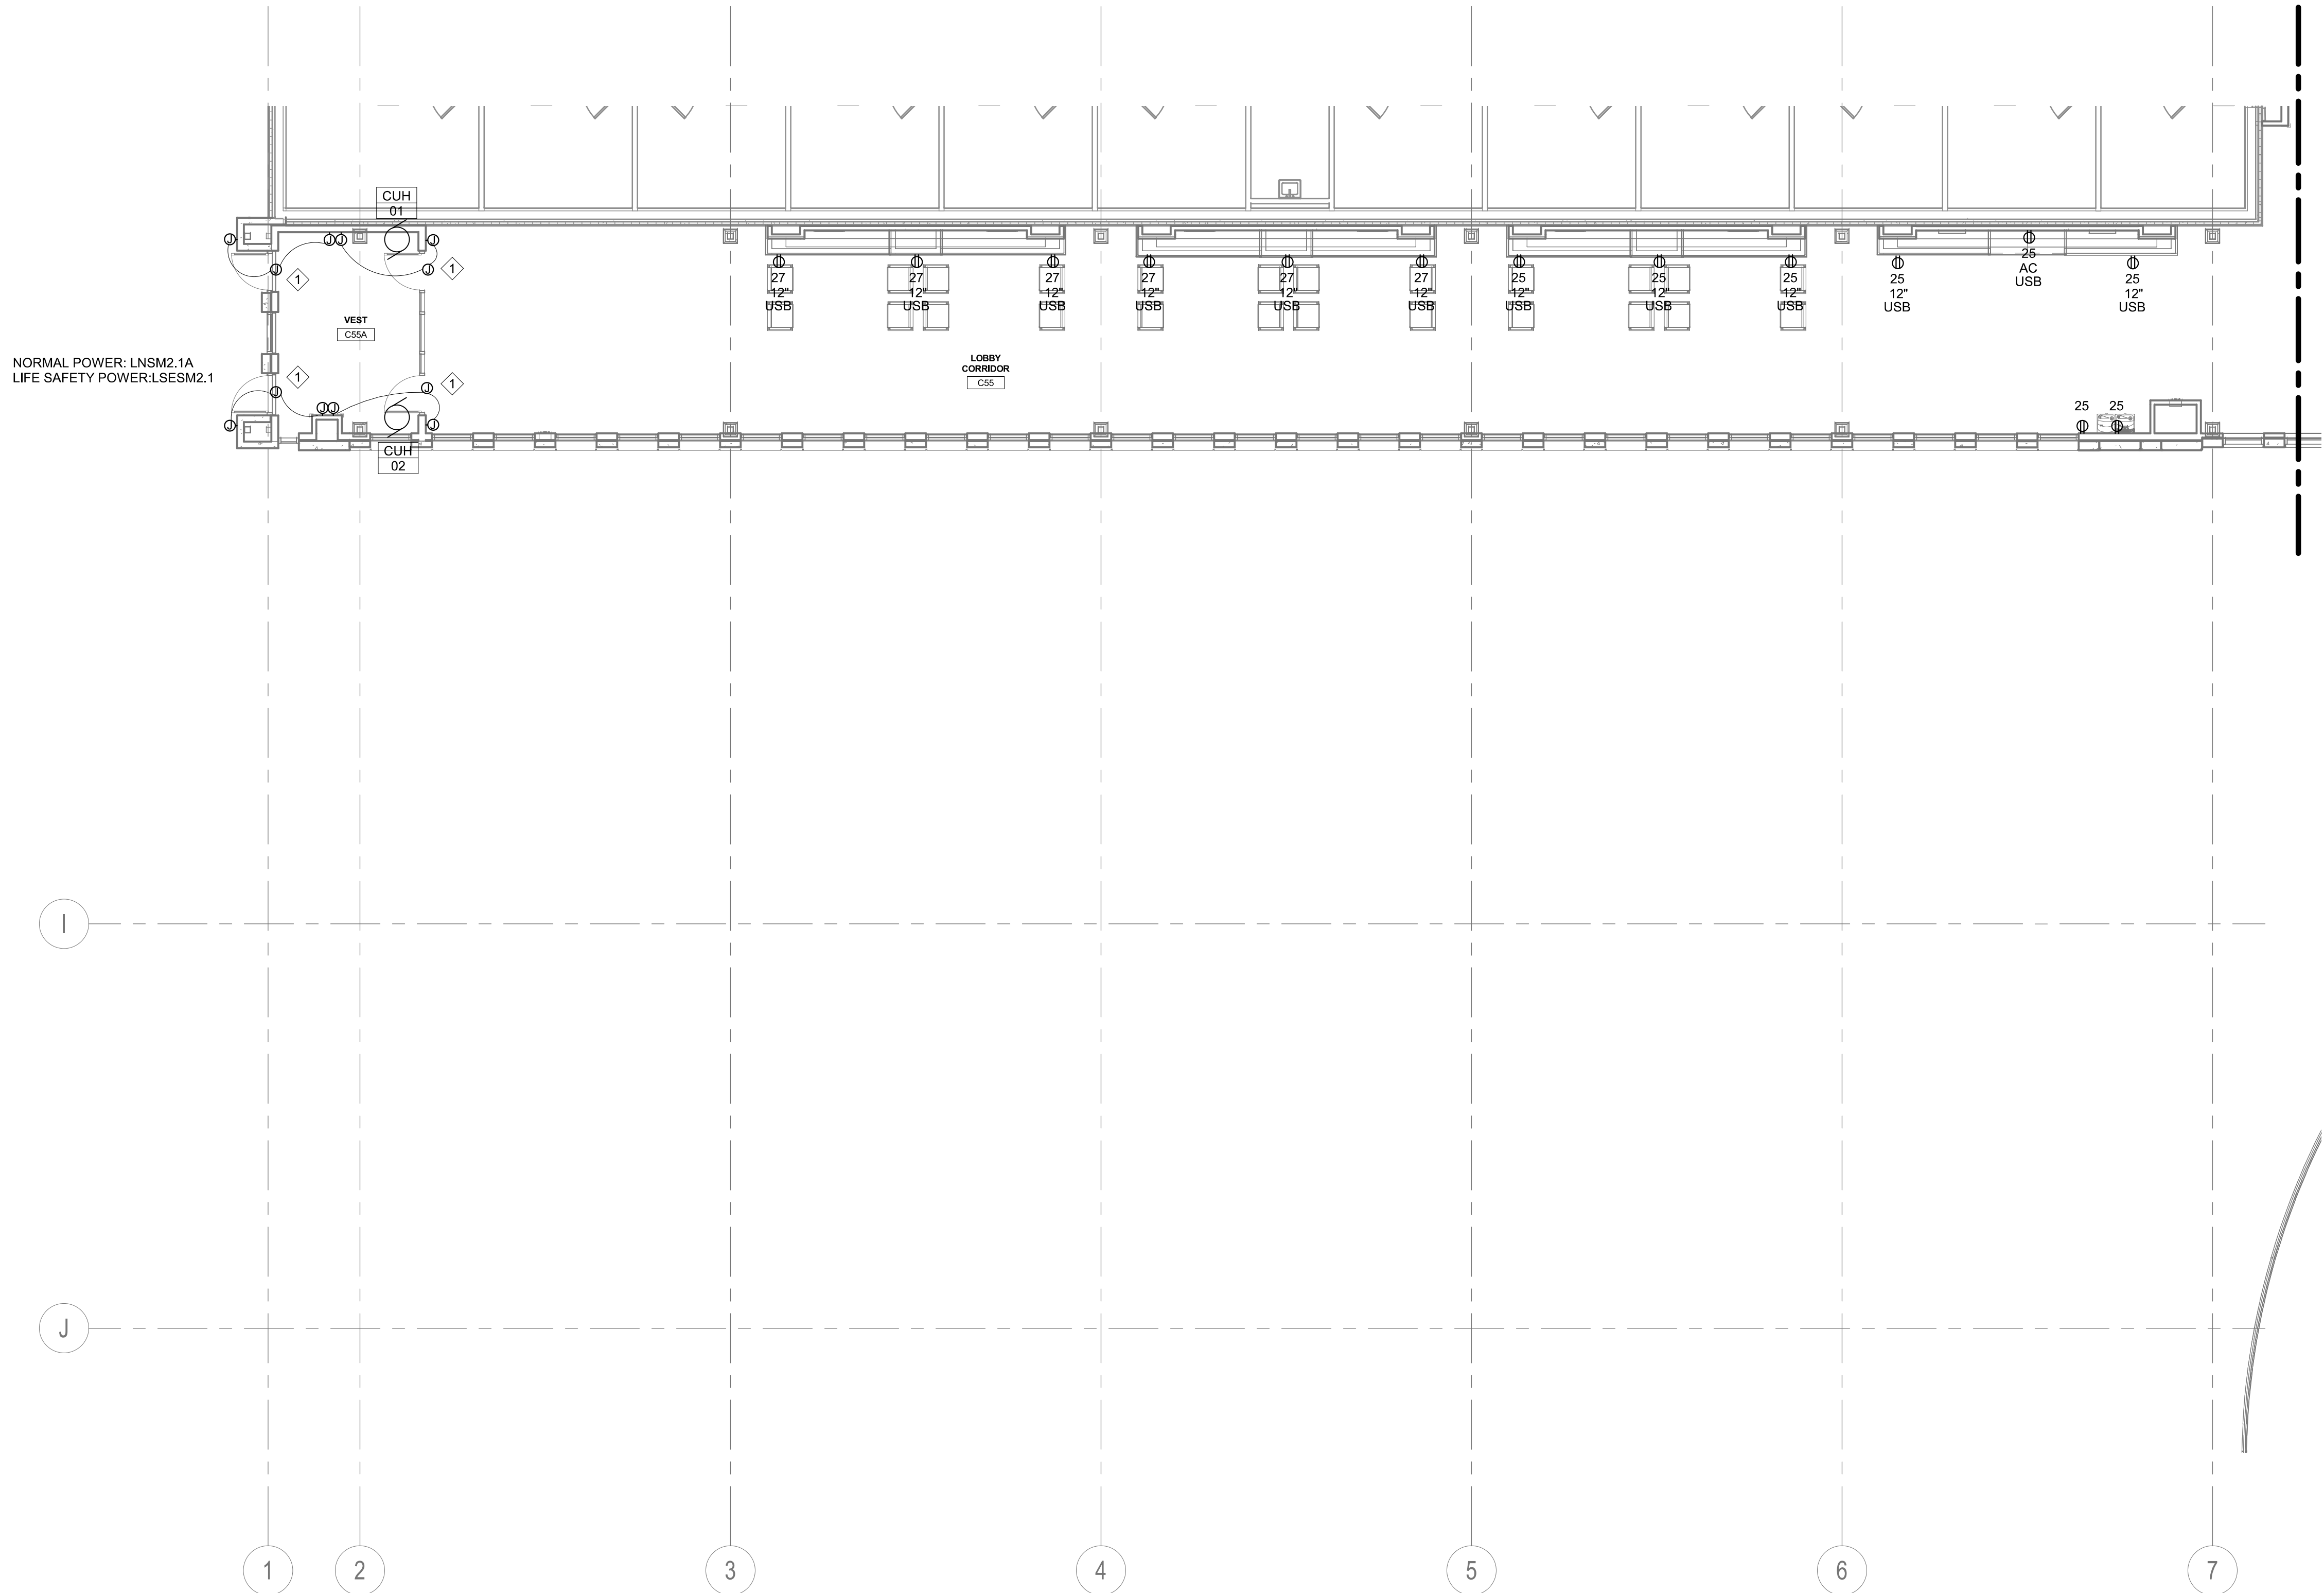 CUH
01
J
J J
J
J
J
1
1
27
12"
USB
27
12"
USB
27
12"
USB
27
12"
USB
27
12"
USB
27
12"
USB
25
12"
USB
25
12"
USB
25
12"
USB
25
12"
USB
25
AC
USB
25
12"
USB
VEST
C55A
NORMAL POWER: LNSM2.1A
LIFE SAFETY POWER:LSESM2.1
LOBBY
CORRIDOR
C55
1
1
J
J
J J
J
J
25 25
CUH
02
I
J
1 2 3 4 5 6 7